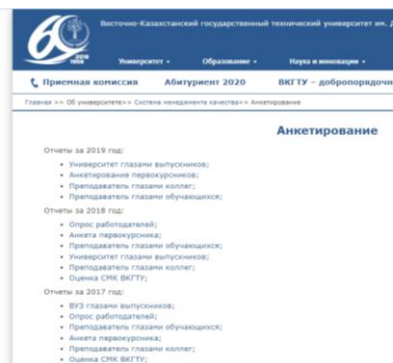 60
1958 2018
Восточно-Казахстанский государственный технический университет им.
Университет Образование Наука и инновации
Приемная комиссия Абитуриент 2020 ВКГТУ –
Главная >> Об университете>> Система менеджмента качества>> Анкетирование
Анкетирование
Отчеты за 2019 год:
Университет глазами выпускников;
Анкетирование первокурсников;
Преподаватель глазами коллег;
Преподаватель глазами обучающихся;
Отчеты за 2018 год:
Опрос работодателей;
Анкета первокурсника;
Преподаватель глазами обучающихся;
Университет глазами выпускников;
Преподаватель глазами коллег;
Оценка СМК ВКГТУ;
Отчеты за 2017 год:
ВУЗ глазами выпускников;
Опрос работодателей;
Преподаватель глазами обучающихся;
Анкета первокурсника;
Преподаватель глазами коллег;
Оценка СМК ВКГТУ;